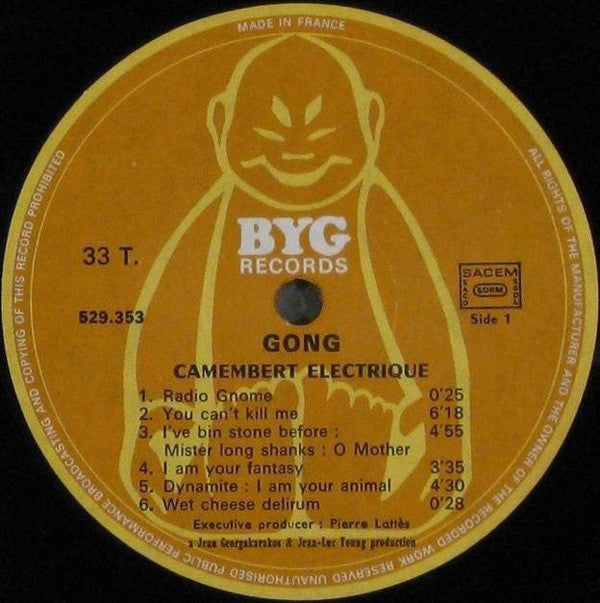 MADE IN FRANCE
ALL RIGHTS OF THE MANUFACTURER AND THE OWNER OF THE RECORDED WORK RESERVED UNAUTHORISED PUBLIC PERFORMANCE BROADCASTING AND COPYING OF THIS RECORD PROHIBITED
BYG
RECORDS
33 T.
529.353
SACEM
SACD SDRM SGDL
Side 1
GONG
CAMEMBERT ELECTRIQUE
1. Radio Gnome 0'25
2. You can't kill me 6'18
3. I've bin stone before : 4'55
Mister long shanks : O Mother
4. I am your fantasy 3'35
5. Dynamite : I am your animal 4'30
6. Wet cheese delirum 0'28
Executive producer : Pierre Lattès
a Jean Georgakarakos & Jean-Luc Young production